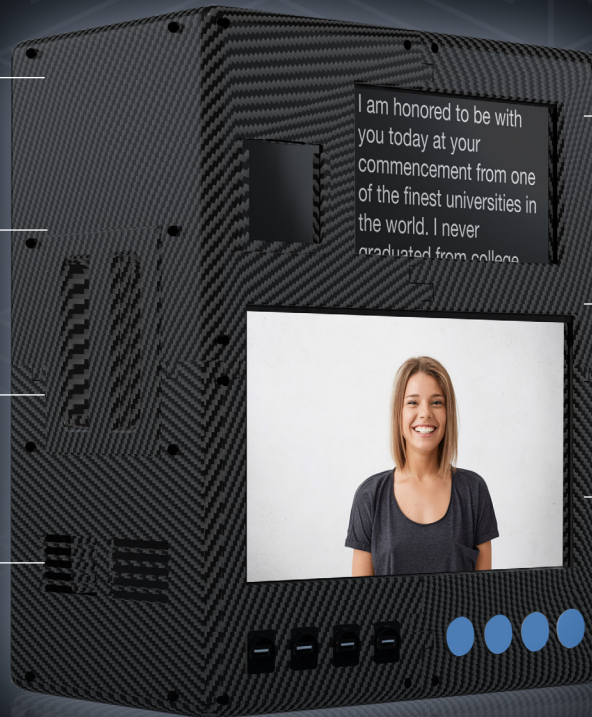 I am honored to be with
you today at your
commencement from one
of the finest universities in
the world. I never
graduated from college